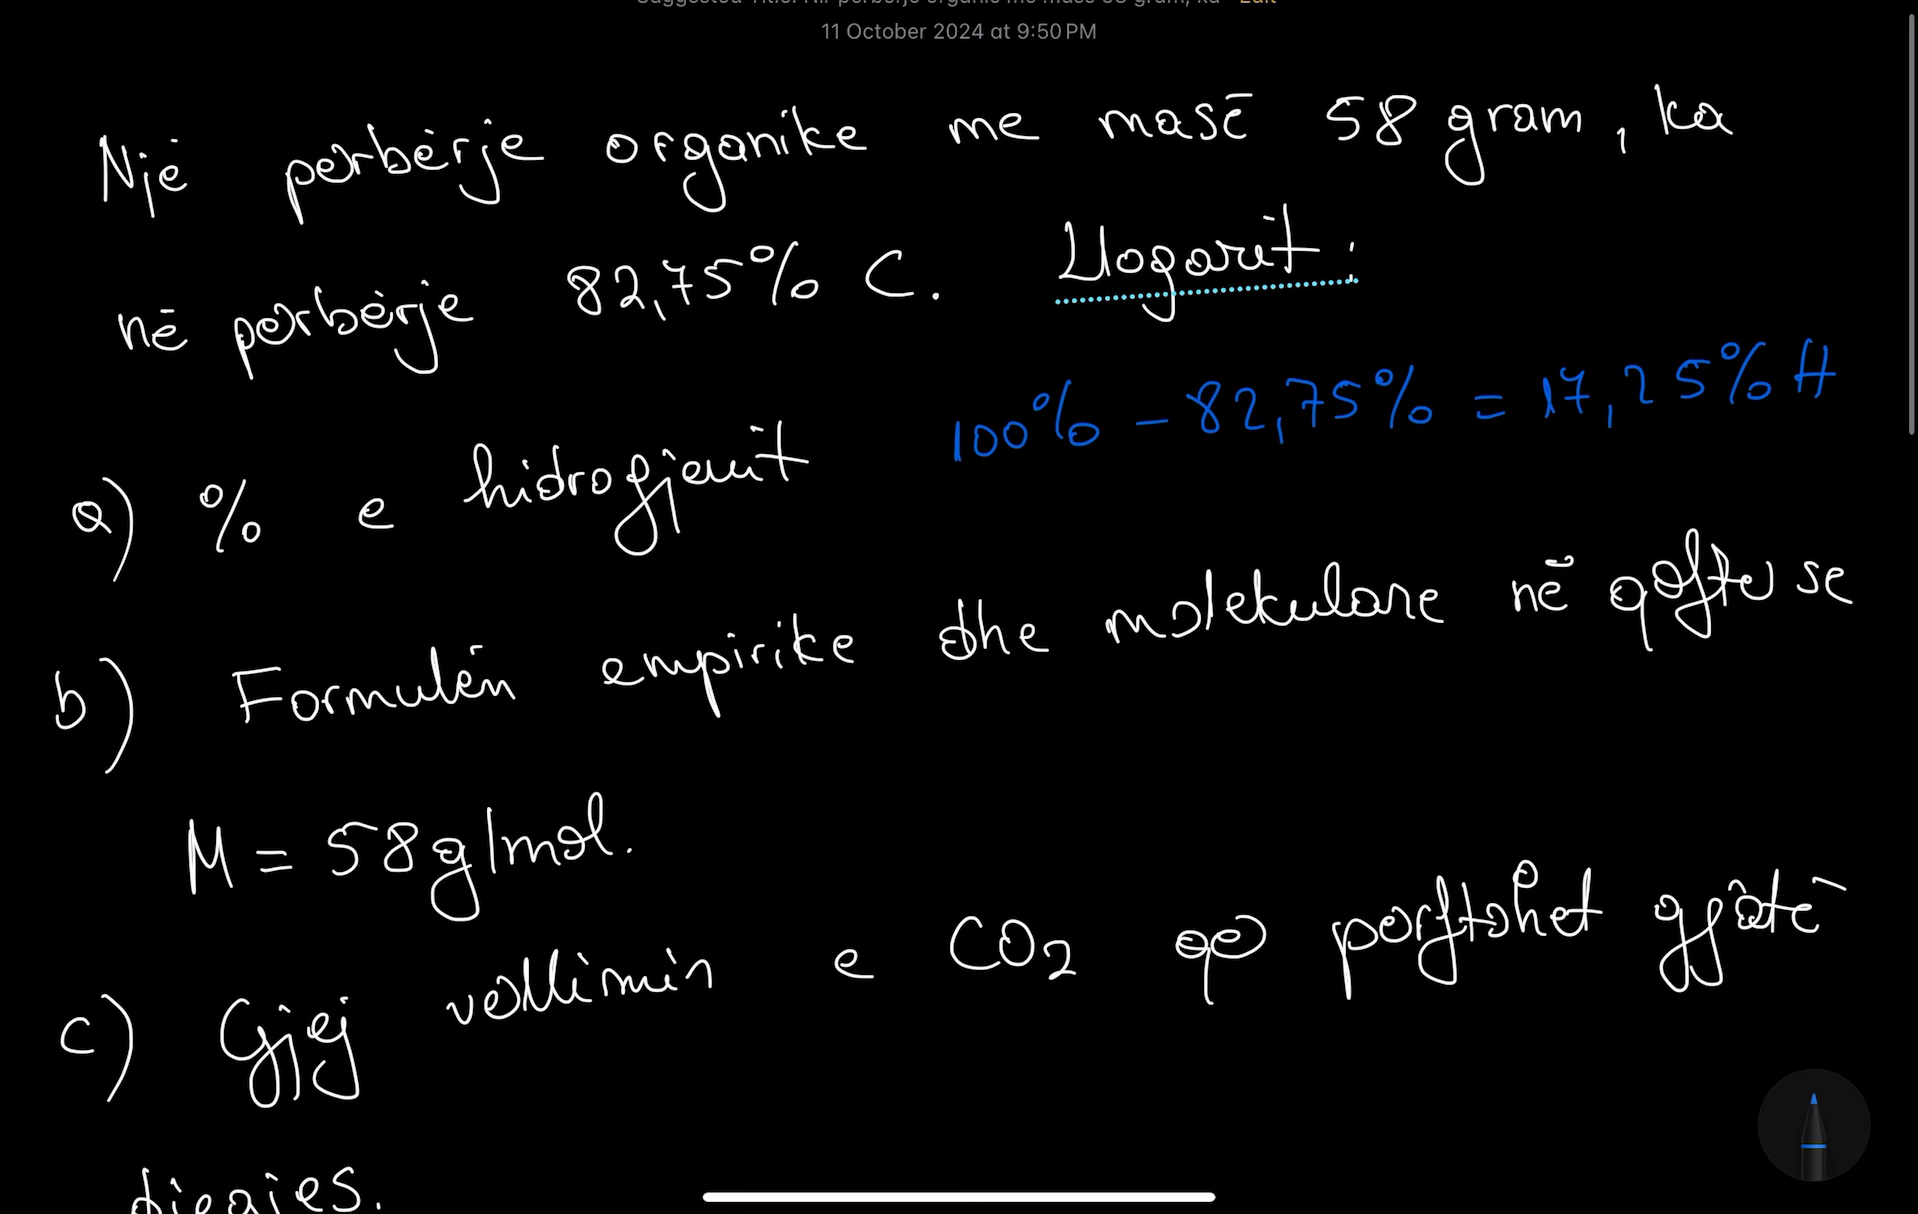 11 October 2024 at 9:50 PM
Një përbërje organike me masë 58 gram, ka
në përbërje 82,75% C. Llogarit:
100% - 82,75% = 17,25% H
a) % e hidrogjenit
b) Formulën empirike dhe molekulare në qoftë se
M = 58g/mol.
c) Gjej vëllimin e CO2 që përftohet gjatë
djegies.